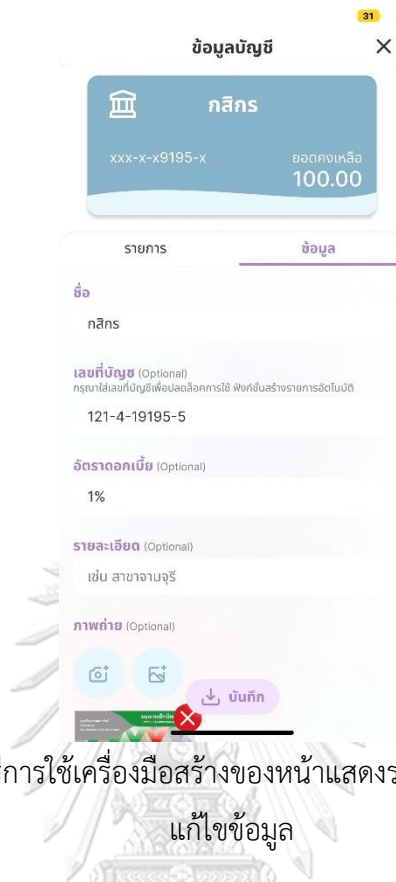 31
ข้อมูลบัญชี
กสิกร
xxx-x-x9195-x
ยอดคงเหลือ
100.00
รายการ
ข้อมูล
ชื่อ
กสิกร
เลขที่บัญช (Optional)
กรุณาใส่เลขที่บัญชีเพื่อปลดล็อคการใช้ ฟังก์ชั่นสร้างรายการอัตโนมัติ
121-4-19195-5
อัตราดอกเบี้ย (Optional)
1%
รายละเอียด (Optional)
เช่น สาขาจามจุรี
ภาพถ่าย (Optional)
บันทึก
การใช้เครื่องมือสร้างของหน้าแสดง
แก้ไขข้อมูล